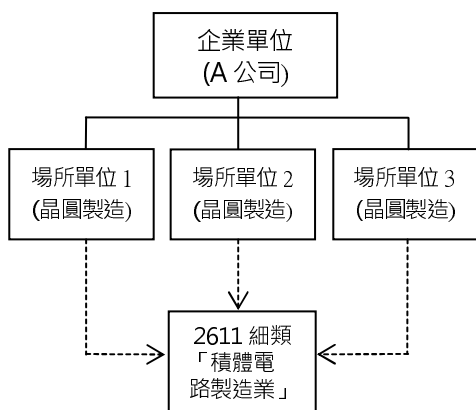 企業單位
(A 公司)
場所單位 1
(晶圓製造)
場所單位 2
(晶圓製造)
場所單位 3
(晶圓製造)
2611 細類
「積體電
路製造業」